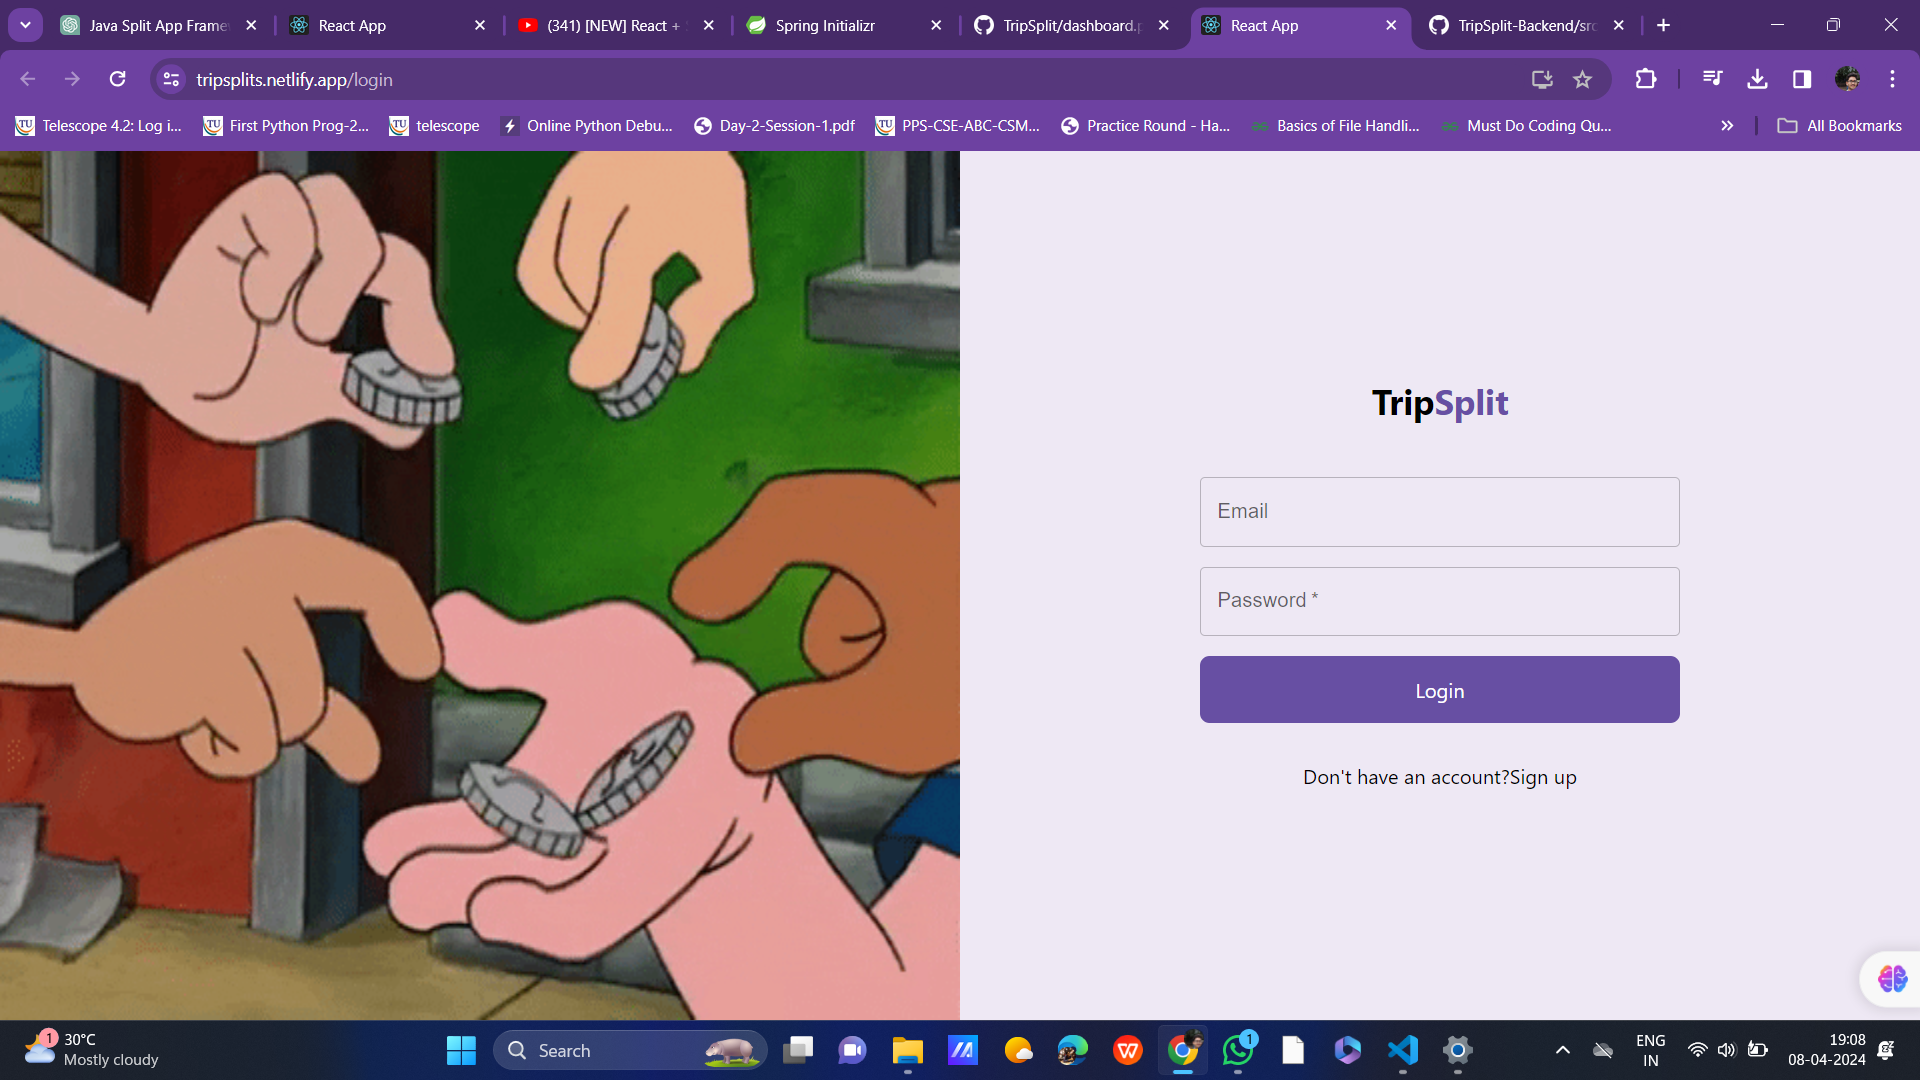 Java Split App Frame
React App
(341) [NEW] React +
Spring Initializr
TripSplit/dashboard.p
React App
TripSplit-Backend/src
tripsplits.netlify.app/login
Telescope 4.2: Log i...
First Python Prog-2...
telescope
Online Python Debu...
Day-2-Session-1.pdf
PPS-CSE-ABC-CSM...
Practice Round - Ha...
Basics of File Handli...
Must Do Coding Qu...
All Bookmarks
TripSplit
Email
Password *
Login
Don't have an account?Sign up
1
30°C
Mostly cloudy
Search
1
ENG
IN
19:08
08-04-2024